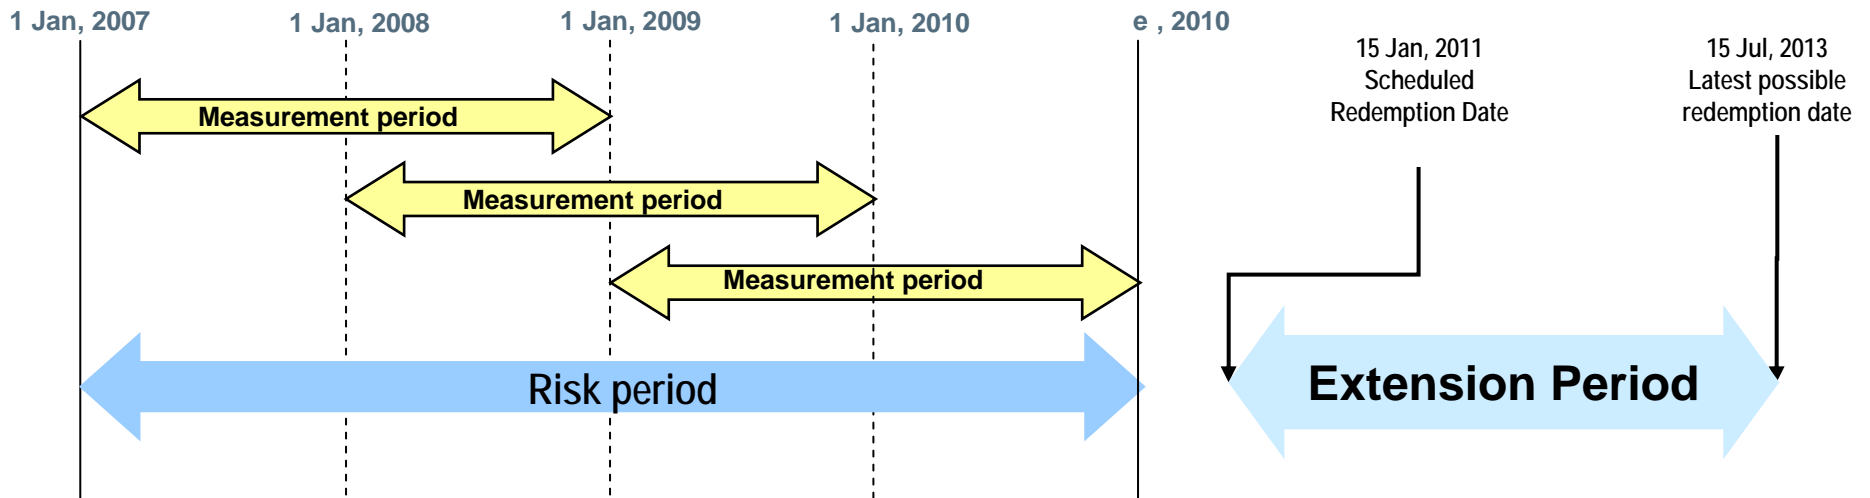 1 Jan, 2007
1 Jan, 2008
1 Jan, 2009
1 Jan, 2010
e , 2010
15 Jan, 2011
Scheduled
Redemption Date
15 Jul, 2013
Latest possible
redemption date
Measurement period
Measurement period
Measurement period
Risk period
Extension Period